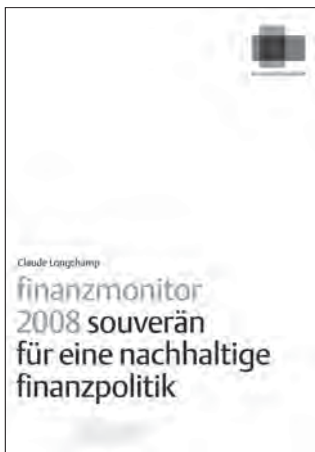 Claude Longchamp
finanzmonitor
2008 souverän
für eine nachhaltige
finanzpolitik